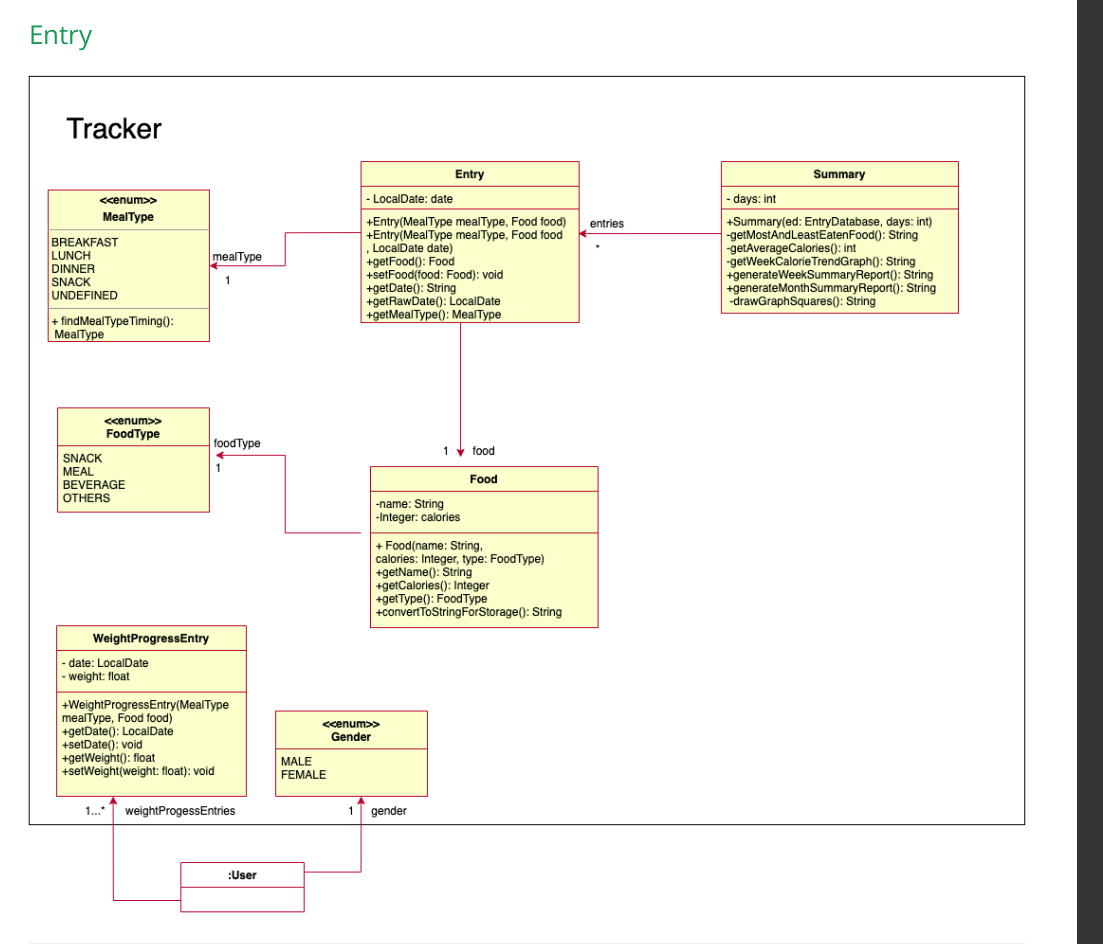 Entry
Tracker
<<enum>>
MealType
BREAKFAST
LUNCH
DINNER
SNACK
UNDEFINED
+ findMealTypeTiming():
MealType
mealType
1
Entry
- LocalDate: date
+Entry(MealType mealType, Food food)
+Entry(MealType mealType, Food food
, LocalDate date)
+getFood(): Food
+setFood(food: Food): void
+getDate(): String
+getRawDate(): LocalDate
+getMealType(): MealType
entries
*
Summary
- days: int
+Summary(ed: EntryDatabase, days: int)
-getMostAndLeastEatenFood(): String
-getAverageCalories(): int
-getWeekCalorieTrendGraph(): String
+generateWeekSummaryReport(): String
+generateMonthSummaryReport(): String
-drawGraphSquares(): String
<<enum>>
FoodType
SNACK
MEAL
BEVERAGE
OTHERS
foodType
1
1 food
Food
-name: String
-Integer: calories
+ Food(name: String,
calories: Integer, type: FoodType)
+getName(): String
+getCalories(): Integer
+getType(): FoodType
+convertToStringForStorage(): String
WeightProgressEntry
- date: LocalDate
- weight: float
+WeightProgressEntry(MealType
mealType, Food food)
+getDate(): LocalDate
+setDate(): void
+getWeight(): float
+setWeight(weight: float): void
<<enum>>
Gender
MALE
FEMALE
1...* weightProgessEntries
1 gender
:User